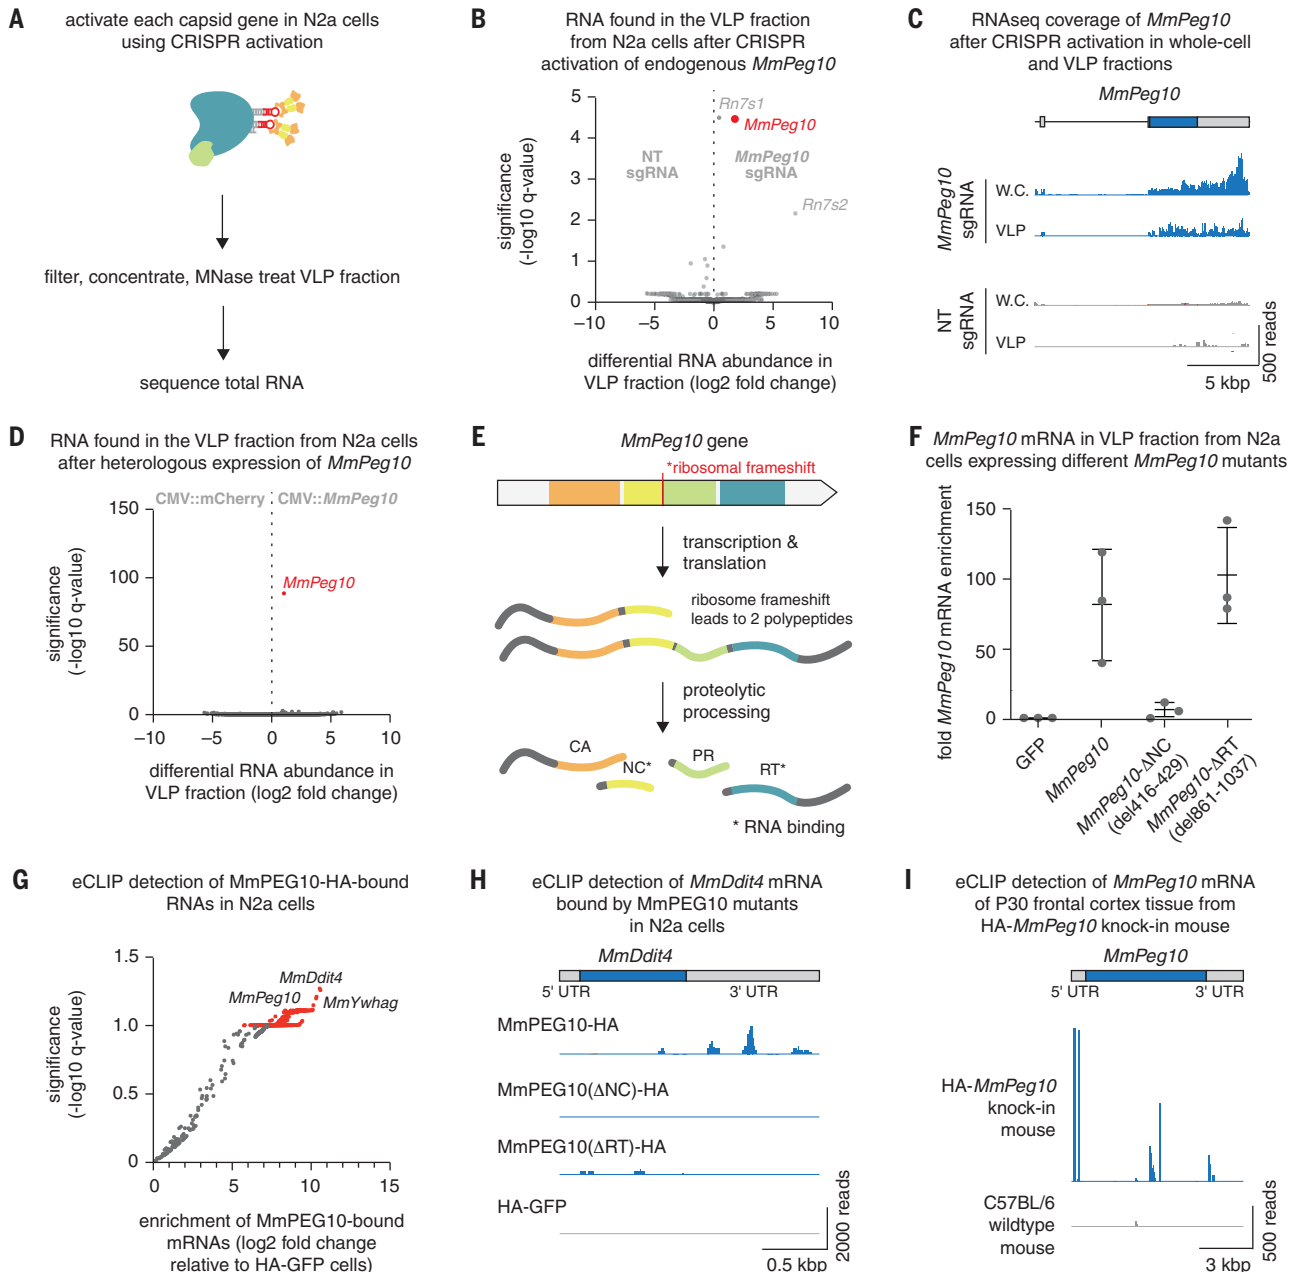 A
activate each capsid gene in N2a cells
using CRISPR activation
filter, concentrate, MNase treat VLP fraction
sequence total RNA
B
RNA found in the VLP fraction
from N2a cells after CRISPR
activation of endogenous MmPeg10
significance
(-log10 q-value)
5
4
3
2
1
0
Rn7s1
MmPeg10
NT
sgRNA
MmPeg10
sgRNA
Rn7s2
−10
−5
0
5
10
differential RNA abundance in
VLP fraction (log2 fold change)
C
RNAseq coverage of MmPeg10
after CRISPR activation in whole-cell
and VLP fractions
MmPeg10
MmPeg10
sgRNA
W.C.
VLP
NT
sgRNA
W.C.
VLP
5 kbp
500 reads
D
RNA found in the VLP fraction from N2a cells
after heterologous expression of MmPeg10
CMV::mCherry
CMV::MmPeg10
significance
(-log10 q-value)
150
100
50
0
MmPeg10
−10
−5
0
5
10
differential RNA abundance in
VLP fraction (log2 fold change)
E
MmPeg10 gene
*ribosomal frameshift
transcription &
translation
ribosome frameshift
leads to 2 polypeptides
proteolytic
processing
CA
NC*
PR
RT*
* RNA binding
F
MmPeg10 mRNA in VLP fraction from N2a
cells expressing different MmPeg10 mutants
fold MmPeg10 mRNA enrichment
150
100
50
0
GFP
MmPeg10
MmPeg10-ΔNC
(del416-429)
MmPeg10-ΔRT
(del861-1037)
G
eCLIP detection of MmPEG10-HA-bound
RNAs in N2a cells
significance
(-log10 q-value)
1.5
1.0
0.5
0
MmDdit4
MmPeg10
MmYwhag
0
5
10
15
enrichment of MmPEG10-bound
mRNAs (log2 fold change
relative to HA-GFP cells)
H
eCLIP detection of MmDdit4 mRNA
bound by MmPEG10 mutants
in N2a cells
MmDdit4
5' UTR
3' UTR
MmPEG10-HA
MmPEG10(ΔNC)-HA
MmPEG10(ΔRT)-HA
HA-GFP
0.5 kbp
2000 reads
I
eCLIP detection of MmPeg10 mRNA
of P30 frontal cortex tissue from
HA-MmPeg10 knock-in mouse
MmPeg10
5' UTR
3' UTR
HA-MmPeg10
knock-in
mouse
C57BL/6
wildtype
mouse
3 kbp
500 reads